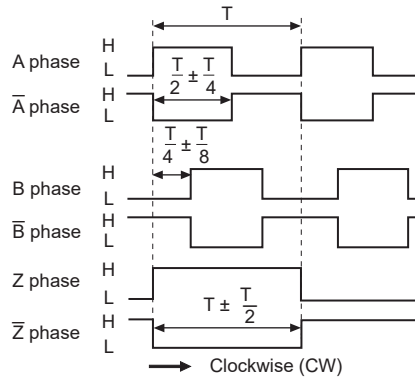 T
A phase H
L
T/2 ± T/4
A̅ phase H
L
T/4 ± T/8
B phase H
L
B̅ phase H
L
Z phase H
L
T ± T/2
Z̅ phase H
L
Clockwise (CW)